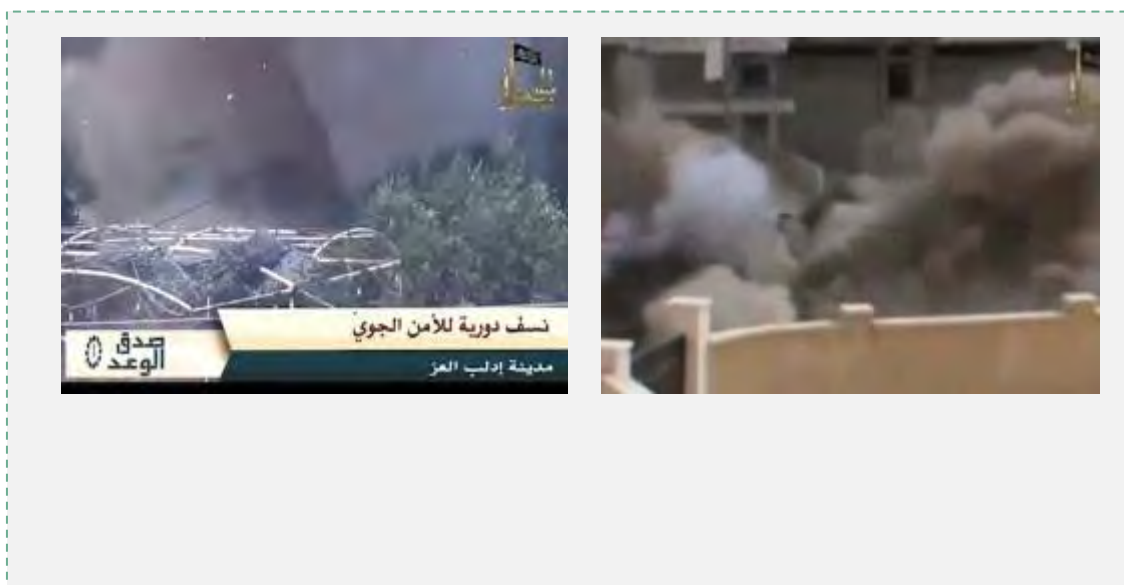 نسف دورية للأمن الجوي
صدق
الوعد
مدينة إدلب العز